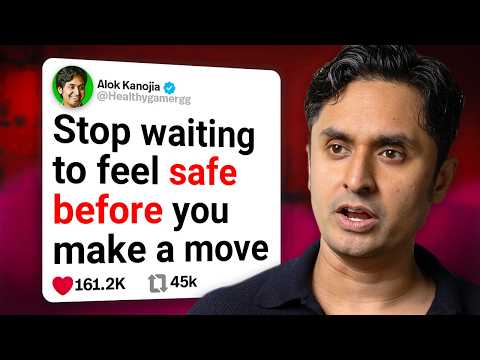 Alok Kanojia
@Healthygamergg
Stop waiting
to feel safe
before you
make a move
161.2K 45k